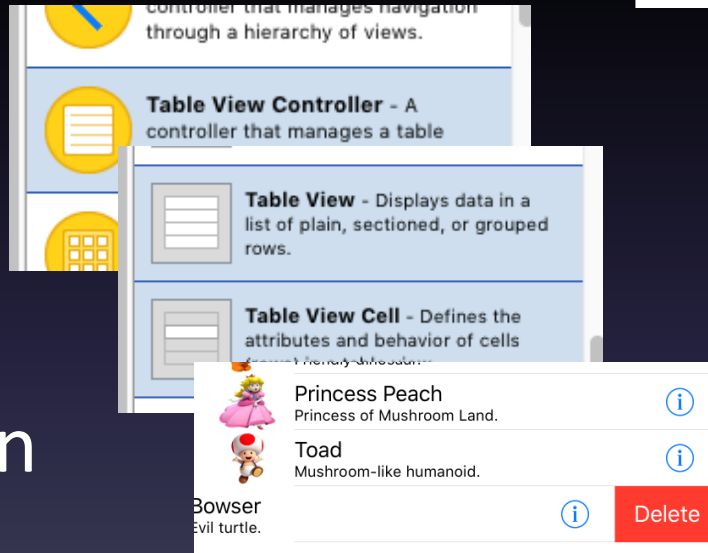 controller that manages navigation
through a hierarchy of views.
Table View Controller - A
controller that manages a table
Table View - Displays data in a
list of plain, sectioned, or grouped
rows.
Table View Cell - Defines the
attributes and behavior of cells
n
Princess Peach
Princess of Mushroom Land.
Toad
Mushroom-like humanoid.
Bowser
Evil turtle.
Delete